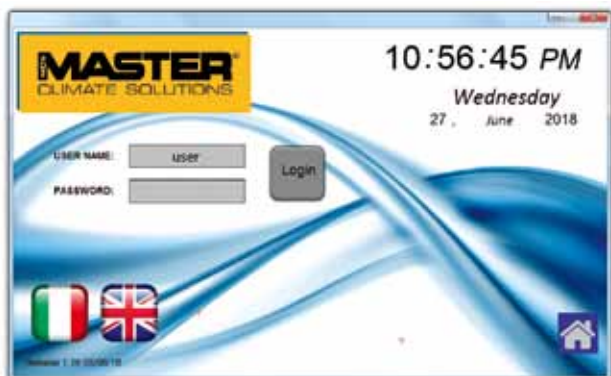 MASTER
CLIMATE SOLUTIONS
10:56:45 PM
Wednesday
27 , June 2018
USER NAME: user
Login
PASSWORD: